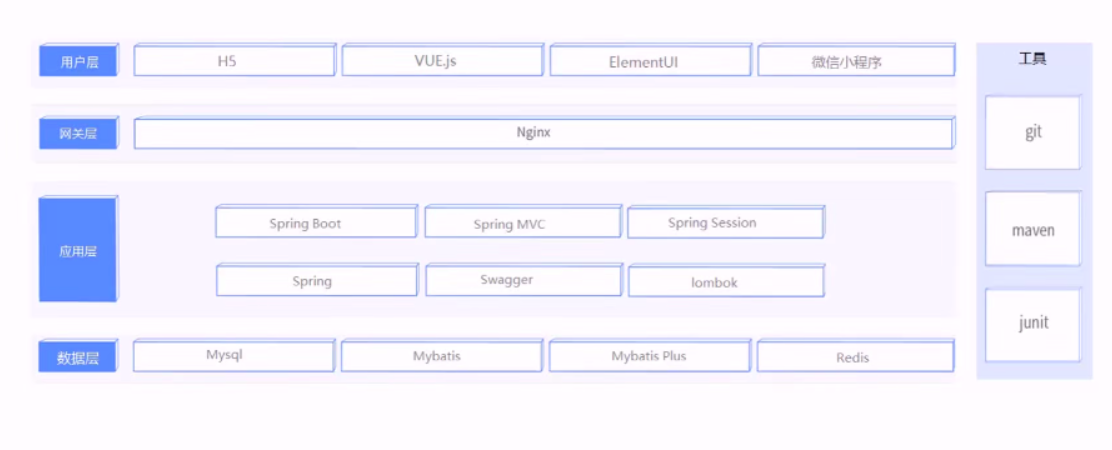 用户层 H5 VUE.js ElementUI 微信小程序
网关层 Nginx
应用层
Spring Boot Spring MVC Spring Session
Spring Swagger lombok
数据层 Mysql Mybatis Mybatis Plus Redis
工具
git
maven
junit